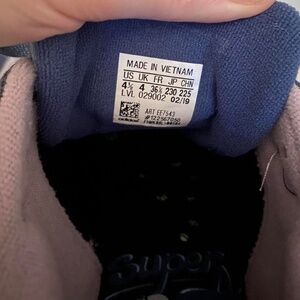 MADE IN VIETNAM
US UK FR JP CHN
4½ 4 36⅔ 230 225
LVL 029002 02/19
ART EF7543
adidas